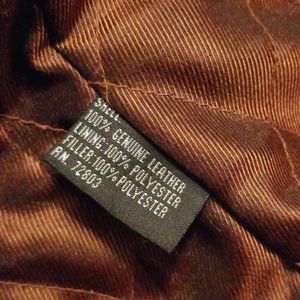 SHELL
100% GENUINE LEATHER
LINING:100% POLYESTER
FILLER:100%POLYESTER
RN. 72803